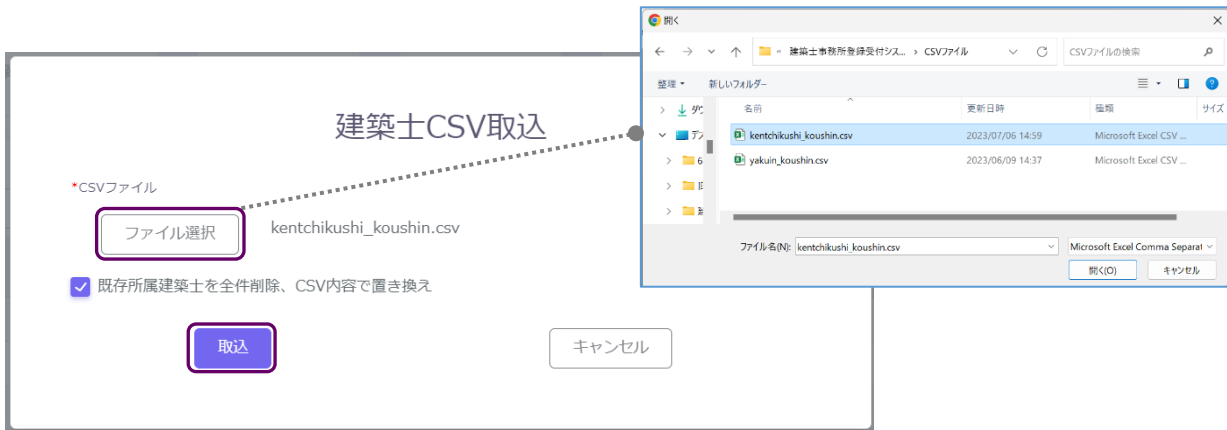 建築士CSV取込
*CSVファイル
ファイル選択
kentchikushi_koushin.csv
既存所属建築士を全件削除、CSV内容で置き換え
取込
キャンセル
開く
« 建築士事務所登録受付シス... › CSVファイル
CSVファイルの検索
整理
新しいフォルダー
名前 更新日時 種類 サイズ
kentchikushi_koushin.csv 2023/07/06 14:59 Microsoft Excel CSV ...
yakuin_koushin.csv 2023/06/09 14:37 Microsoft Excel CSV ...
6
ファイル名(N): kentchikushi_koushin.csv
Microsoft Excel Comma Separat
開く(O)
キャンセル